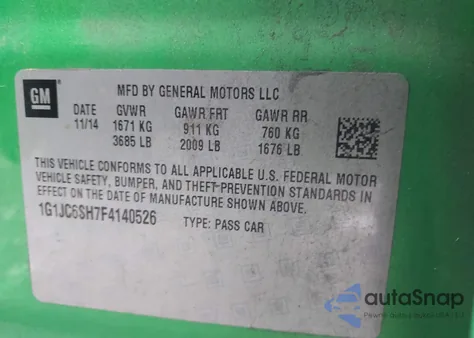 GM
MFD BY GENERAL MOTORS LLC
DATE GVWR GAWR FRT GAWR RR
11/14 1671 KG 911 KG 760 KG
3685 LB 2009 LB 1676 LB
THIS VEHICLE CONFORMS TO ALL APPLICABLE U.S. FEDERAL MOTOR
VEHICLE SAFETY, BUMPER, AND THEFT PREVENTION STANDARDS IN
EFFECT ON THE DATE OF MANUFACTURE SHOWN ABOVE.
1G1JC6SH7F4140526 TYPE: PASS CAR
autoSnap